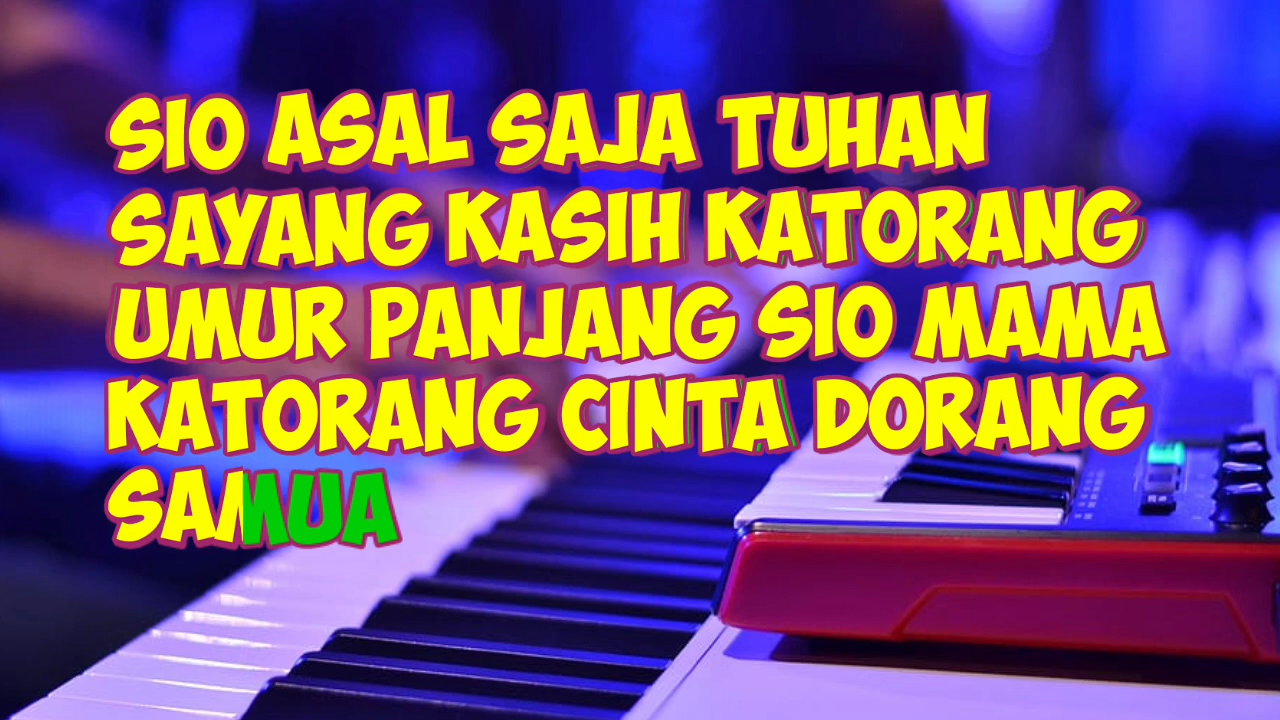 SIO ASAL SAJA TUHAN
SAYANG KASIH KATORANG
UMUR PANJANG SIO MAMA
KATORANG CINTA DORANG
SAMUA